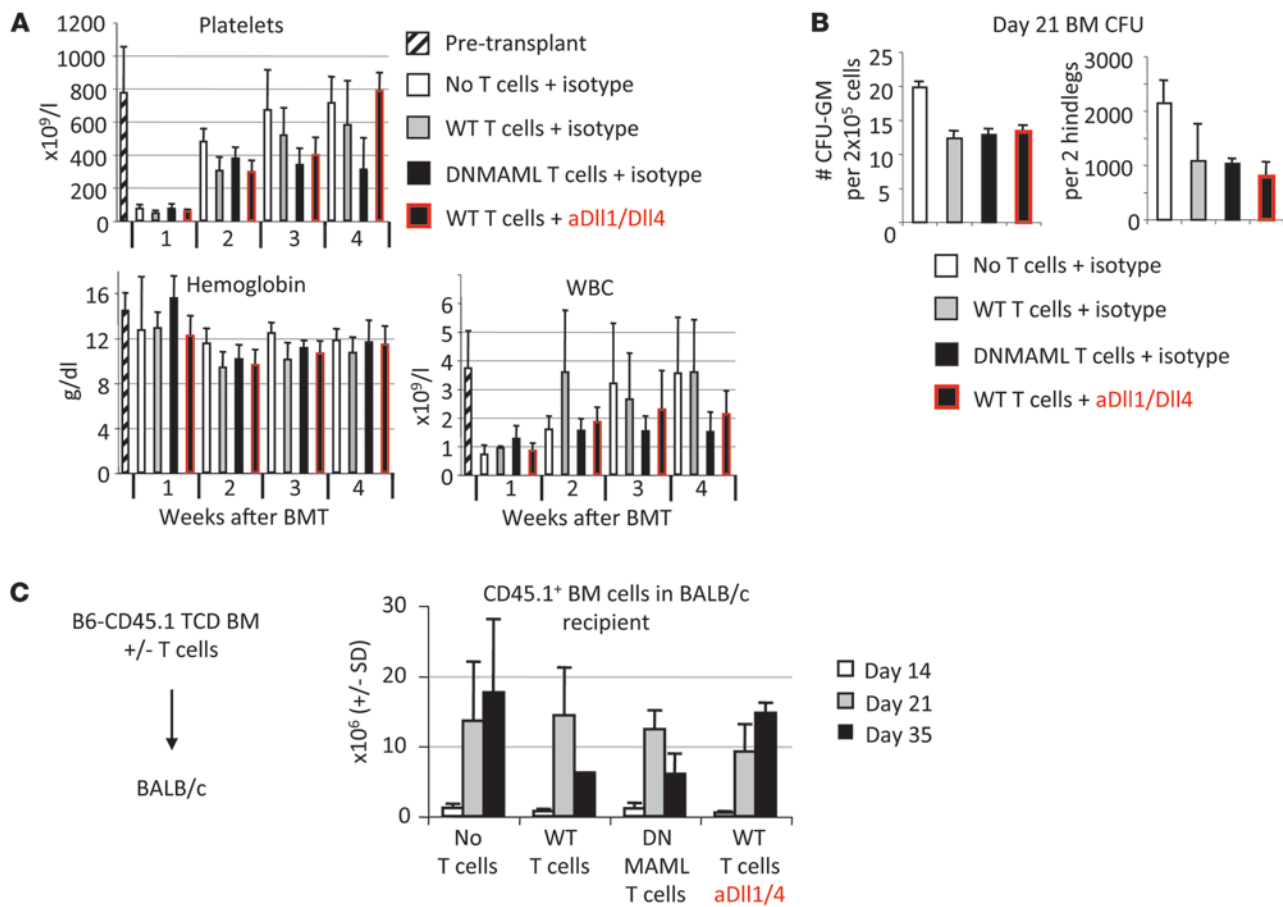 A
Platelets
1200
1000
800
600
400
200
0
x10⁹/l
1 2 3 4
Pre-transplant
No T cells + isotype
WT T cells + isotype
DNMAML T cells + isotype
WT T cells + aDll1/Dll4
Hemoglobin
16
12
8
4
0
g/dl
1 2 3 4
Weeks after BMT
WBC
6
5
4
3
2
1
0
x10⁹/l
1 2 3 4
Weeks after BMT
B
Day 21 BM CFU
# CFU-GM
per 2x10⁵ cells
25
20
15
10
5
0
per 2 hindlegs
3000
2000
1000
0
No T cells + isotype
WT T cells + isotype
DNMAML T cells + isotype
WT T cells + aDll1/Dll4
C
B6-CD45.1 TCD BM
+/- T cells
BALB/c
CD45.1⁺ BM cells in BALB/c
recipient
x10⁶ (+/- SD)
30
20
10
0
No
T cells
WT
T cells
DN
MAML
T cells
WT
T cells
aDll1/4
Day 14
Day 21
Day 35